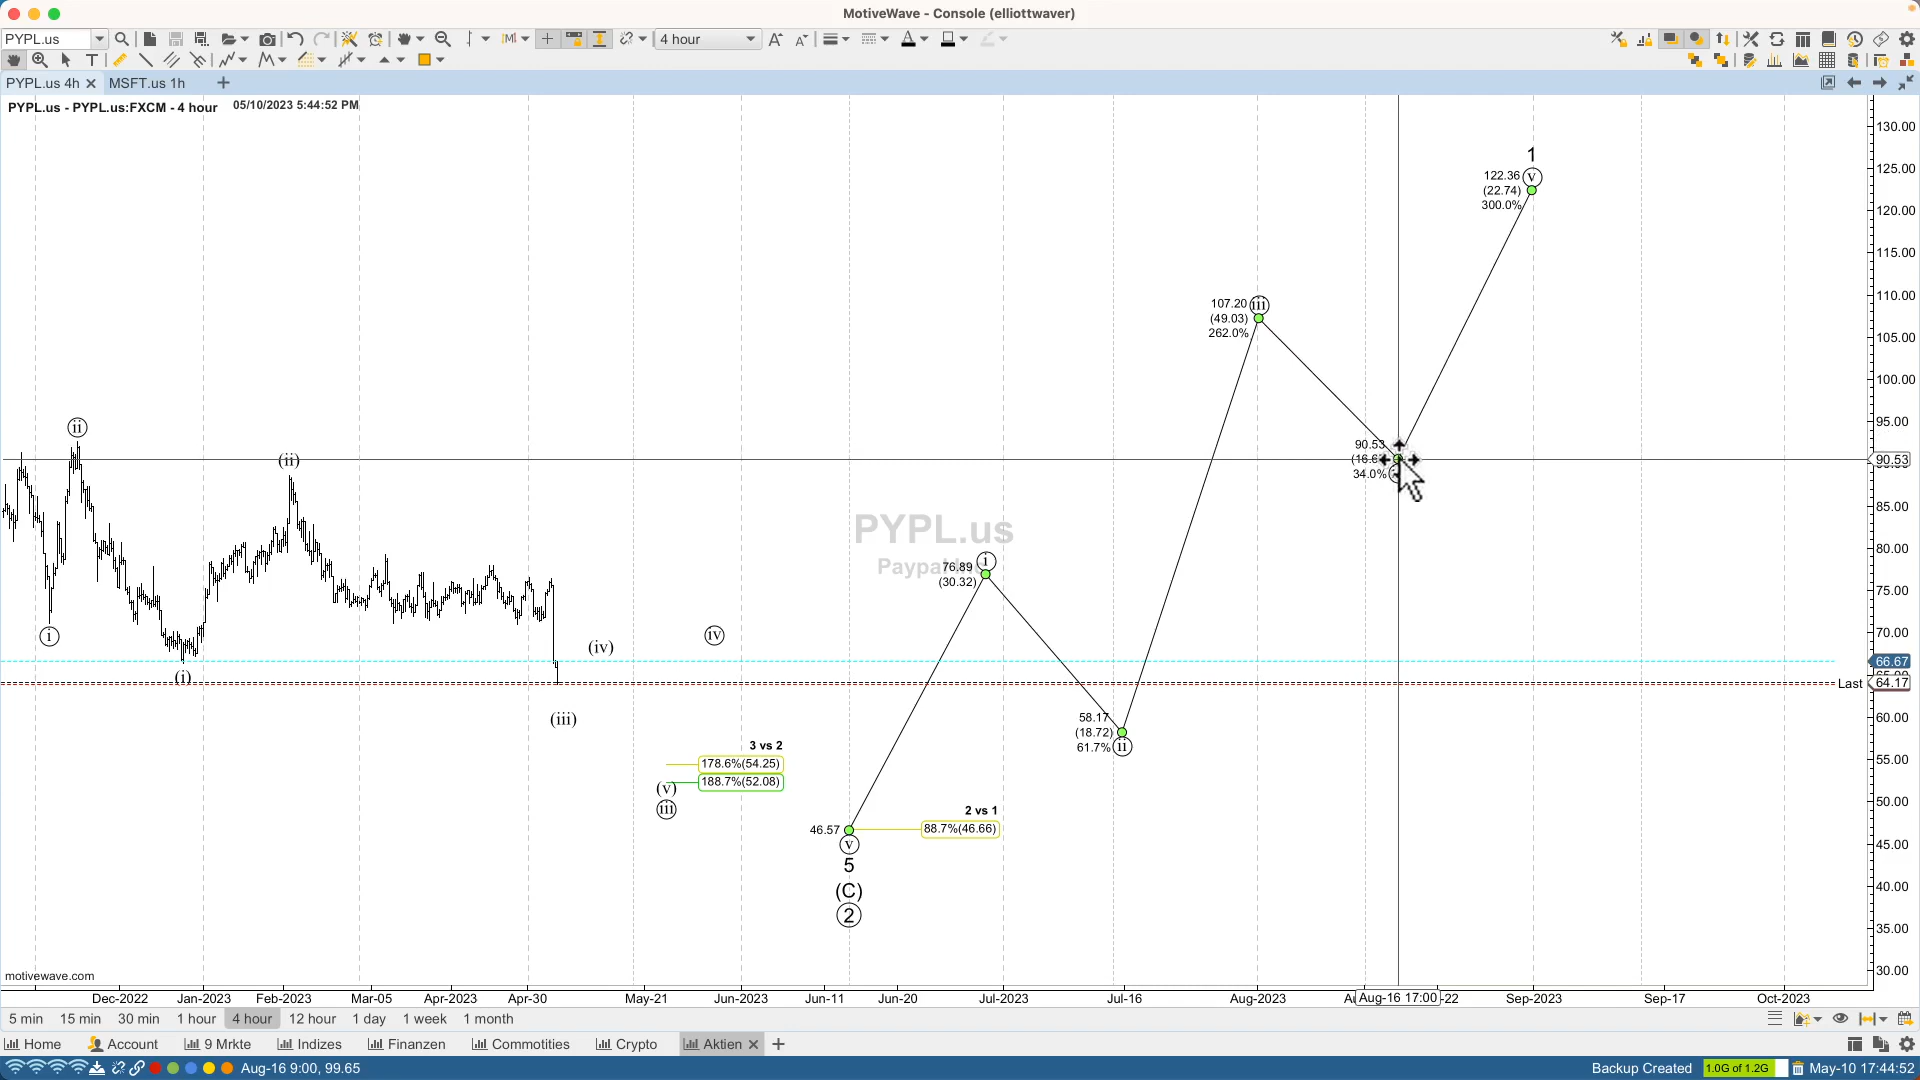 MotiveWave - Console (elliottwaver)
PYPL.us
4 hour
PYPL.us 4h
MSFT.us 1h
PYPL.us - PYPL.us:FXCM - 4 hour 05/10/2023 5:44:52 PM
130.00
1
122.36 v
(22.74)
300.0%
125.00
120.00
115.00
110.00
107.20 iii
(49.03)
262.0%
105.00
100.00
95.00
ii
(ii)
90.53
34.0%
90.53
85.00
PYPL.us
80.00
76.89 i
(30.32)
75.00
70.00
i
(i)
(iv)
iv
66.67
Last 64.17
(iii)
60.00
58.17
(18.72)
61.7% ii
3 vs 2
178.6%(54.25)
188.7%(52.08)
(v)
iii
55.00
50.00
2 vs 1
46.57
88.7%(46.66)
v
5
(C)
2
45.00
40.00
35.00
30.00
motivewave.com
Dec-2022 Jan-2023 Feb-2023 Mar-05 Apr-2023 Apr-30 May-21 Jun-2023 Jun-11 Jun-20 Jul-2023 Jul-16 Aug-2023 Aug-16 17:00 -22 Sep-2023 Sep-17 Oct-2023
5 min 15 min 30 min 1 hour 4 hour 12 hour 1 day 1 week 1 month
Home Account 9 Mrkte Indizes Finanzen Commotities Crypto Aktien
Aug-16 9:00, 99.65
Backup Created 1.0G of 1.2G May-10 17:44:52